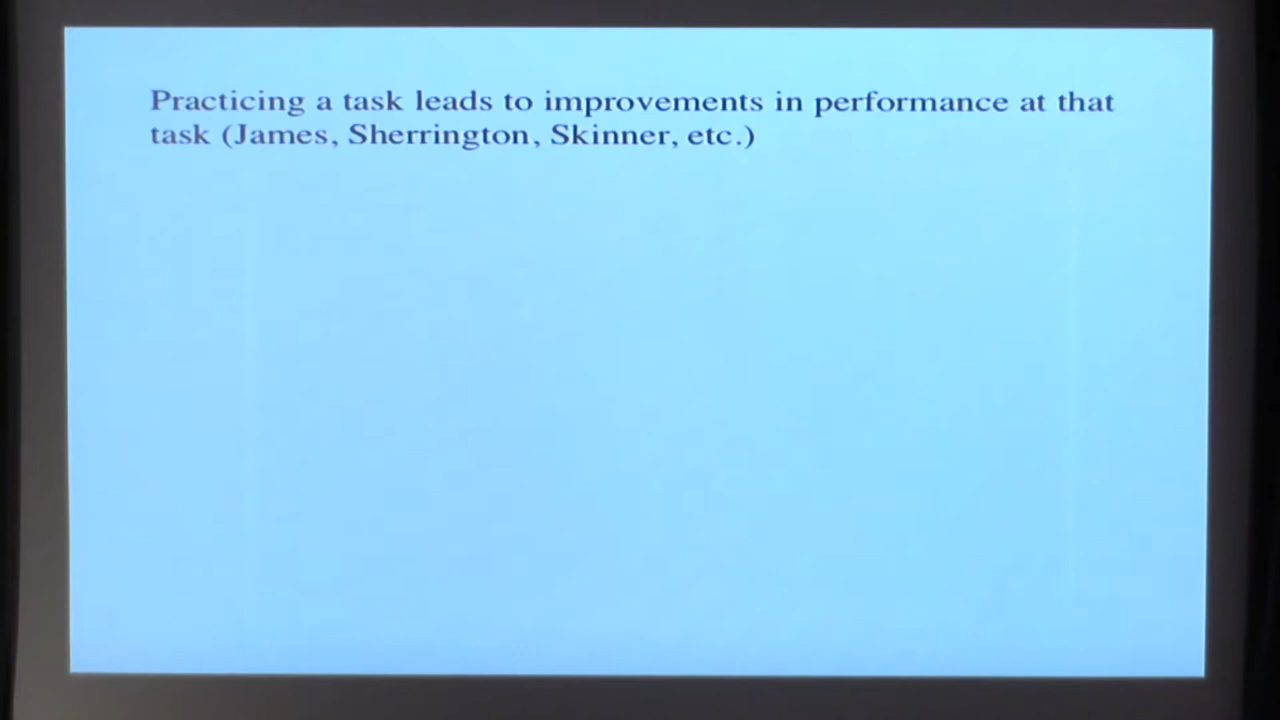 Practicing a task leads to improvements in performance at that
task (James, Sherrington, Skinner, etc.)